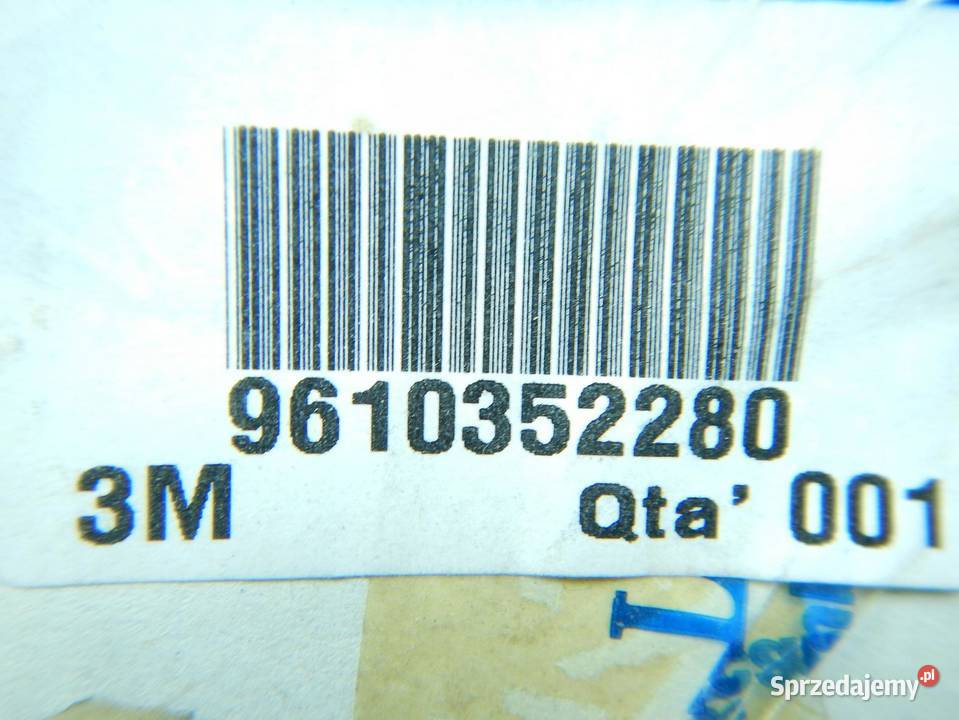 9610352280
3M Qta' 001
L
Sprzedajemy.pl